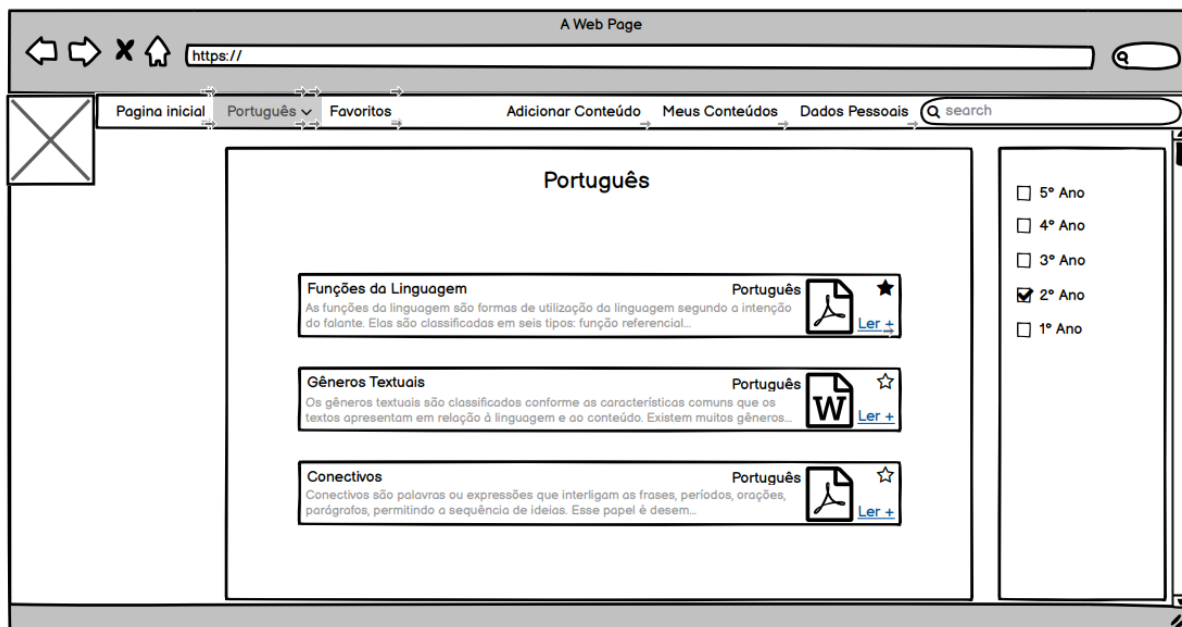 A Web Page
https://
Pagina inicial Português Favoritos Adicionar Conteúdo Meus Conteúdos Dados Pessoais search
Português
5º Ano
4º Ano
3º Ano
2º Ano
1º Ano
Funções da Linguagem Português
As funções da linguagem são formas de utilização da linguagem segundo a intenção
do falante. Elas são classificadas em seis tipos: função referencial...
Ler +
Gêneros Textuais Português
Os gêneros textuais são classificados conforme as características comuns que os
textos apresentam em relação à linguagem e ao conteúdo. Existem muitos gêneros...
W
Ler +
Conectivos Português
Conectivos são palavras ou expressões que interligam as frases, períodos, orações,
parágrafos, permitindo a sequência de ideias. Esse papel é desem...
Ler +